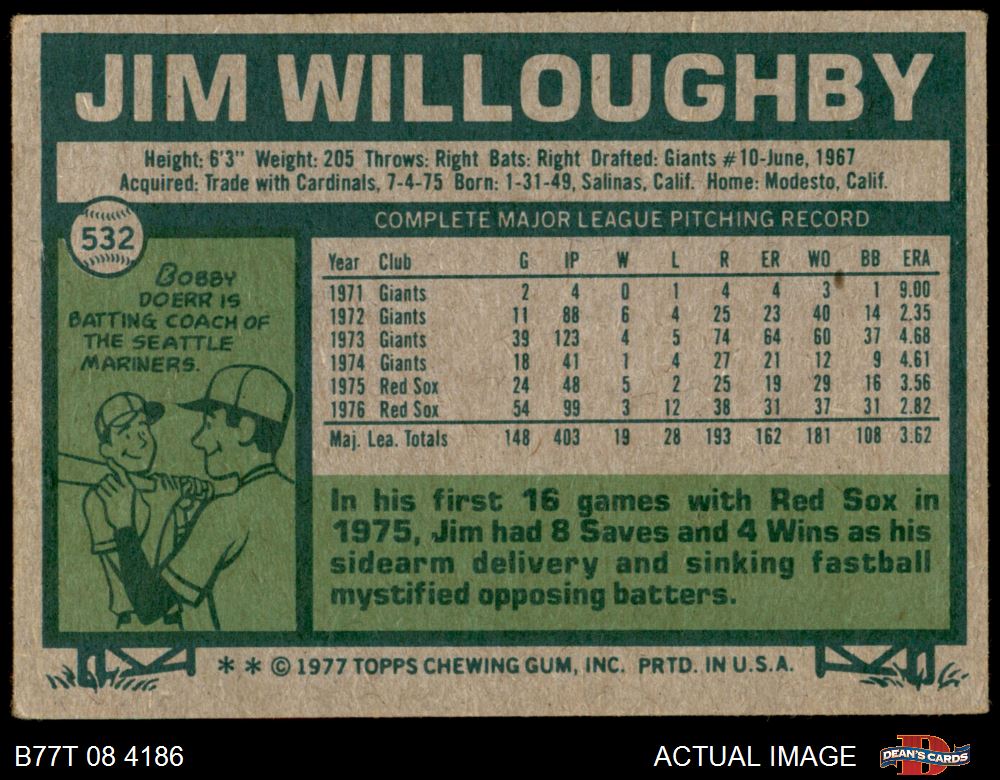 JIM WILLOUGHBY
Height: 6'3" Weight: 205 Throws: Right Bats: Right Drafted: Giants #10-June, 1967
Acquired: Trade with Cardinals, 7-4-75 Born: 1-31-49, Salinas, Calif. Home: Modesto, Calif.
532
COMPLETE MAJOR LEAGUE PITCHING RECORD
BOBBY
DOERR IS
BATTING COACH OF
THE SEATTLE
MARINERS.
Year Club G IP W L R ER WO BB ERA
1971 Giants 2 4 0 1 4 4 3 1 9.00
1972 Giants 11 88 6 4 25 23 40 14 2.35
1973 Giants 39 123 4 5 74 64 60 37 4.68
1974 Giants 18 41 1 4 27 21 12 9 4.61
1975 Red Sox 24 48 5 2 25 19 29 16 3.56
1976 Red Sox 54 99 3 12 38 31 37 31 2.82
Maj. Lea. Totals 148 403 19 28 193 162 181 108 3.62
In his first 16 games with Red Sox in
1975, Jim had 8 Saves and 4 Wins as his
sidearm delivery and sinking fastball
mystified opposing batters.
* * © 1977 TOPPS CHEWING GUM, INC. PRTD. IN U.S.A.
B77T 08 4186
ACTUAL IMAGE
DEAN'S CARDS